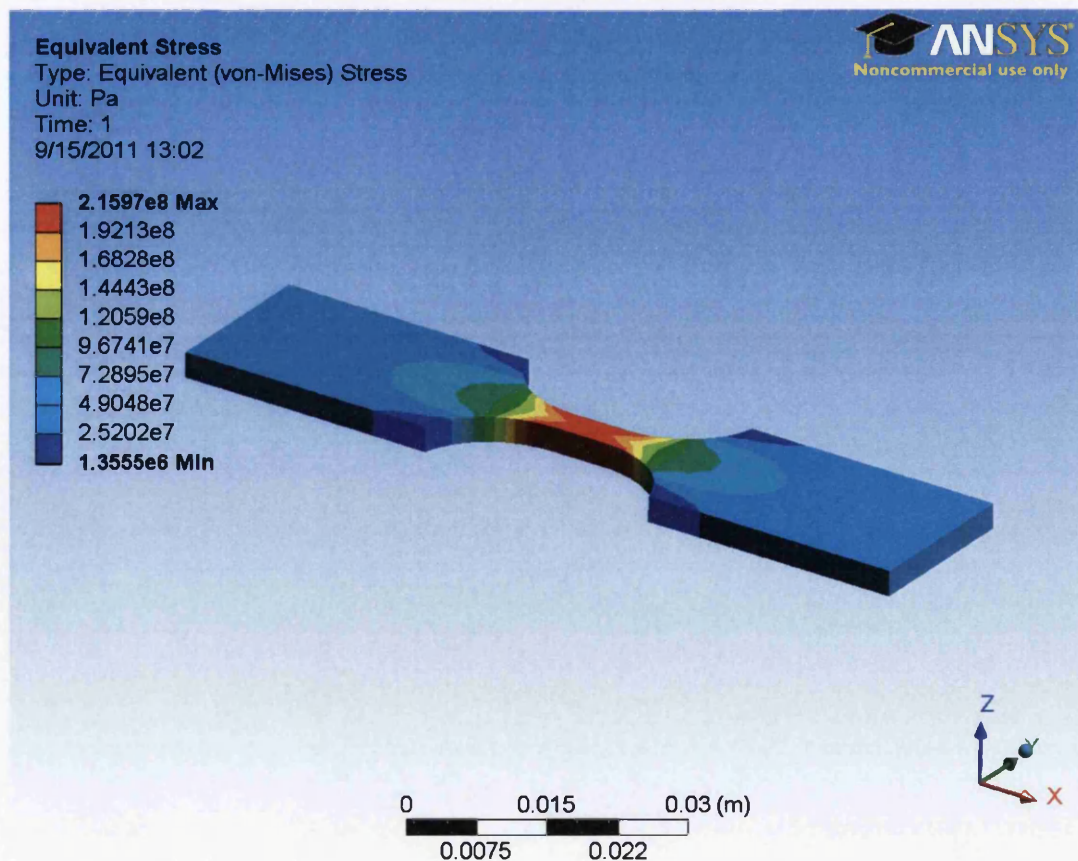 Equivalent Stress
Type: Equivalent (von-Mises) Stress
Unit: Pa
Time: 1
9/15/2011 13:02
ANSYS
Noncommercial use only
2.1597e8 Max
1.9213e8
1.6828e8
1.4443e8
1.2059e8
9.6741e7
7.2895e7
4.9048e7
2.5202e7
1.3555e6 Min
Z
Y
X
0 0.015 0.03 (m)
0.0075 0.022